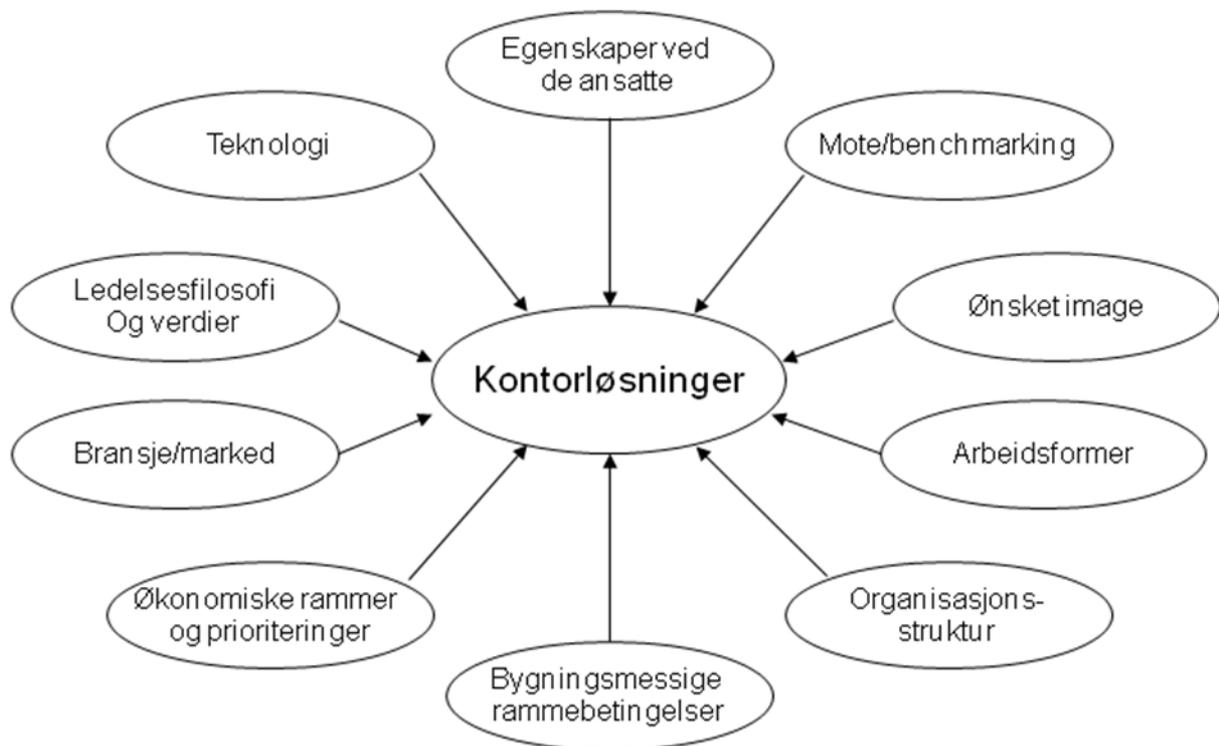 Egenskaper ved
de ansatte
Teknologi
Mote/benchmarking
Ledelsesfilosofi
Og verdier
Ønsket image
Kontorløsninger
Bransje/marked
Arbeidsformer
Økonomiske rammer
og prioriteringer
Organisasjons-
struktur
Bygningsmessige
rammebetingelser